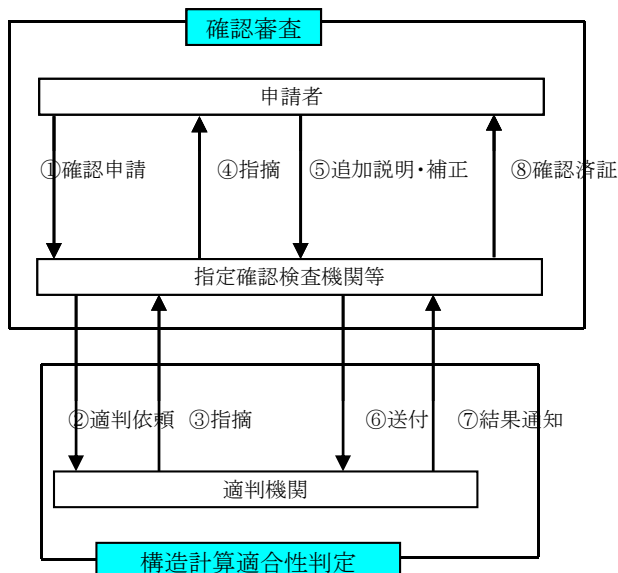 確認審査
申請者
①確認申請
④指摘
⑤追加説明・補正
⑧確認済証
指定確認検査機関等
②適判依頼
③指摘
⑥送付
⑦結果通知
適判機関
構造計算適合性判定